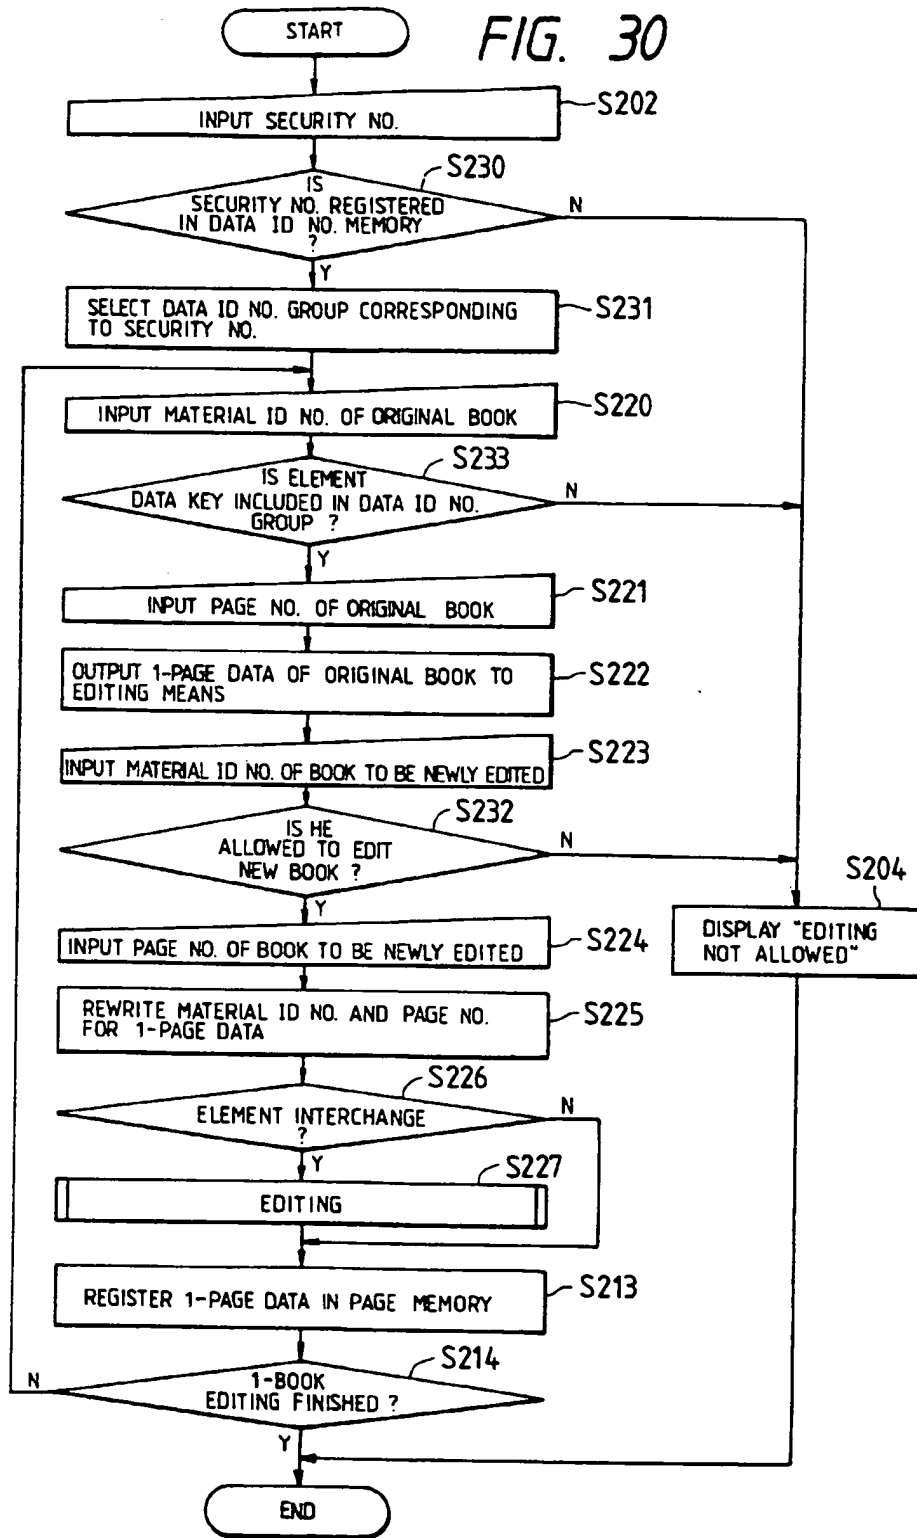 START
FIG. 30
INPUT SECURITY NO.
S202
S230
IS
SECURITY NO. REGISTERED
IN DATA ID NO. MEMORY
?
N
Y
SELECT DATA ID NO. GROUP CORRESPONDING
TO SECURITY NO.
S231
INPUT MATERIAL ID NO. OF ORIGINAL BOOK
S220
S233
IS ELEMENT
DATA KEY INCLUDED IN DATA ID NO.
GROUP ?
N
Y
INPUT PAGE NO. OF ORIGINAL BOOK
S221
OUTPUT 1-PAGE DATA OF ORIGINAL BOOK TO
EDITING MEANS
S222
INPUT MATERIAL ID NO. OF BOOK TO BE NEWLY EDITED
S223
S232
IS HE
ALLOWED TO EDIT
NEW BOOK ?
N
Y
S204
DISPLAY "EDITING
NOT ALLOWED"
INPUT PAGE NO. OF BOOK TO BE NEWLY EDITED
S224
REWRITE MATERIAL ID NO. AND PAGE NO.
FOR 1-PAGE DATA
S225
S226
ELEMENT INTERCHANGE
?
N
Y
S227
EDITING
REGISTER 1-PAGE DATA IN PAGE MEMORY
S213
S214
1-BOOK
EDITING FINISHED ?
N
Y
END